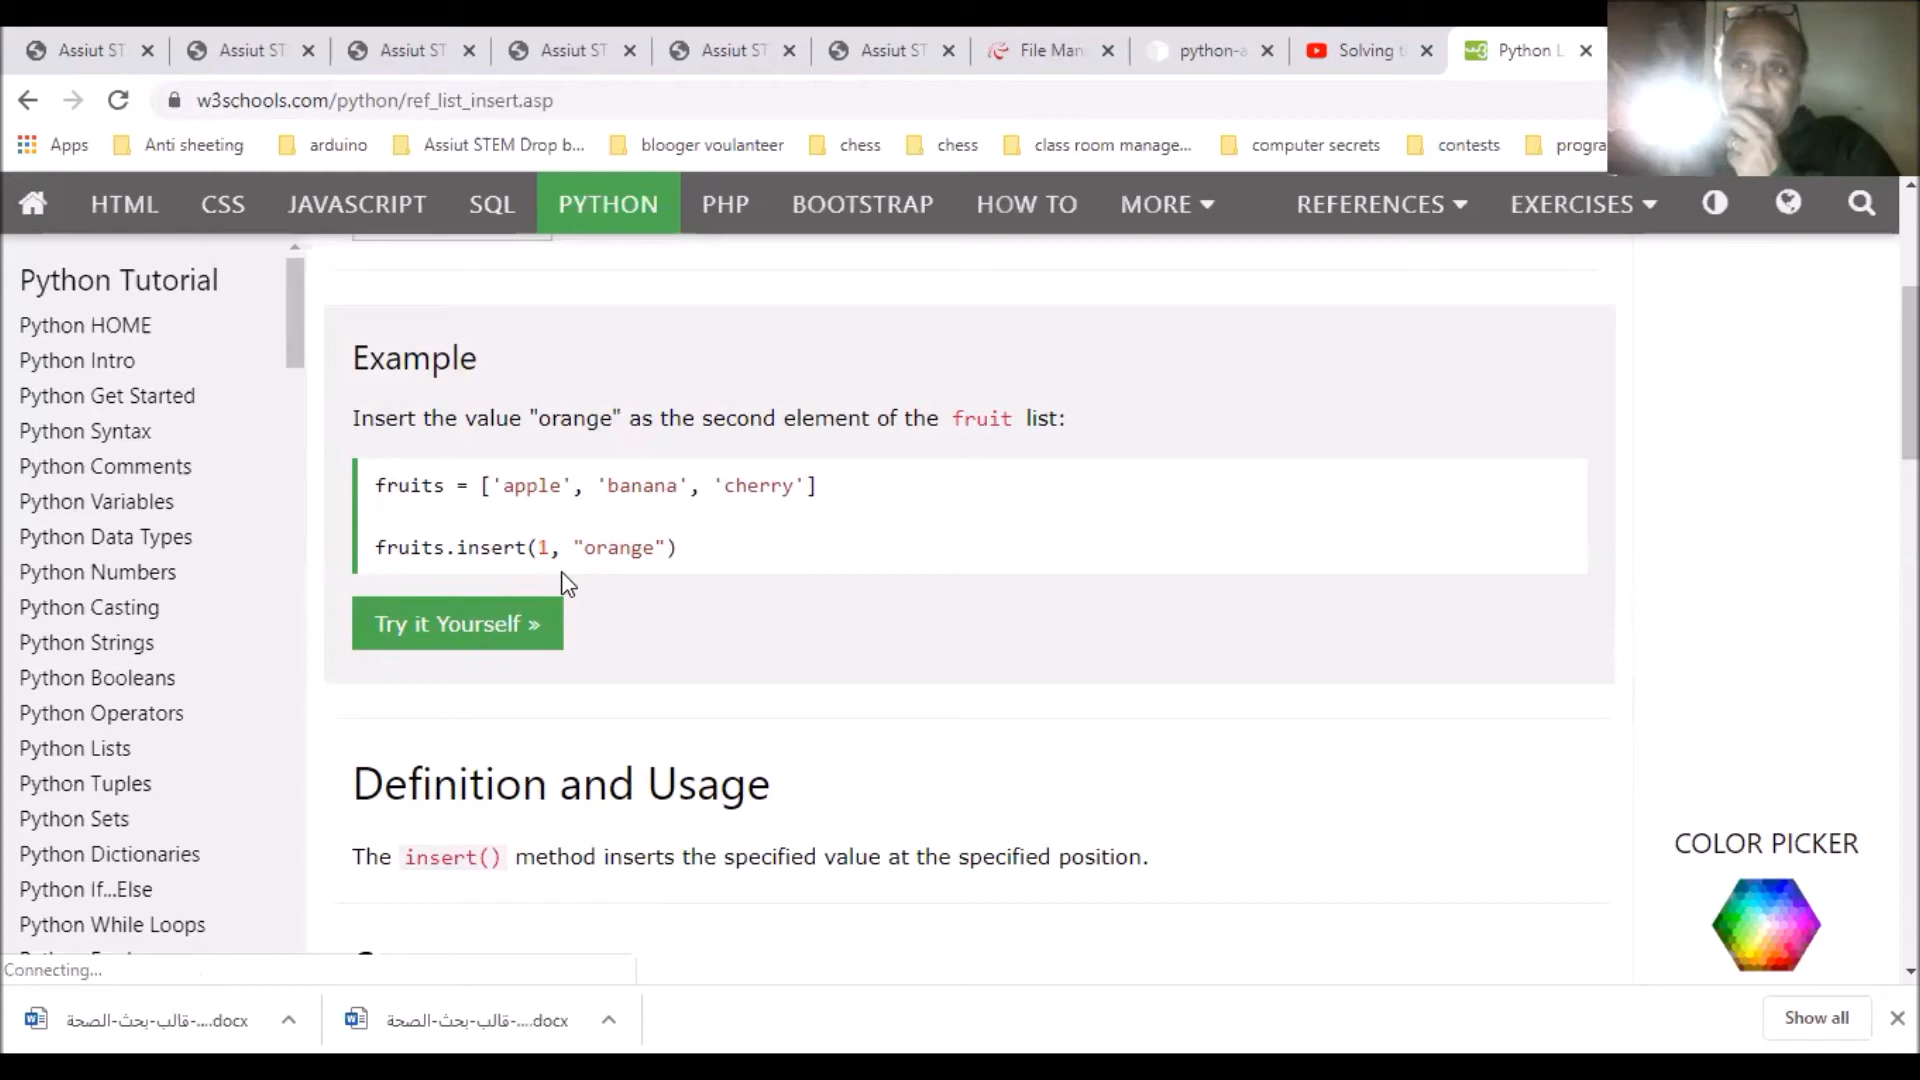 Assiut ST
Assiut ST
Assiut ST
Assiut ST
Assiut ST
Assiut ST
File Man
python-a
Solving t
Python L
w3schools.com/python/ref_list_insert.asp
Apps
Anti sheeting
arduino
Assiut STEM Drop b...
blooger voulanteer
chess
chess
class room manage...
computer secrets
contests
progra
HTML
CSS
JAVASCRIPT
SQL
PYTHON
PHP
BOOTSTRAP
HOW TO
MORE
REFERENCES
EXERCISES
Python Tutorial
Python HOME
Python Intro
Python Get Started
Python Syntax
Python Comments
Python Variables
Python Data Types
Python Numbers
Python Casting
Python Strings
Python Booleans
Python Operators
Python Lists
Python Tuples
Python Sets
Python Dictionaries
Python If...Else
Python While Loops
Example
Insert the value "orange" as the second element of the fruit list:
fruits = ['apple', 'banana', 'cherry']
fruits.insert(1, "orange")
Try it Yourself »
Definition and Usage
The insert() method inserts the specified value at the specified position.
COLOR PICKER
Connecting...
قالب-بحث-الصحة-....docx
قالب-بحث-الصحة-....docx
Show all